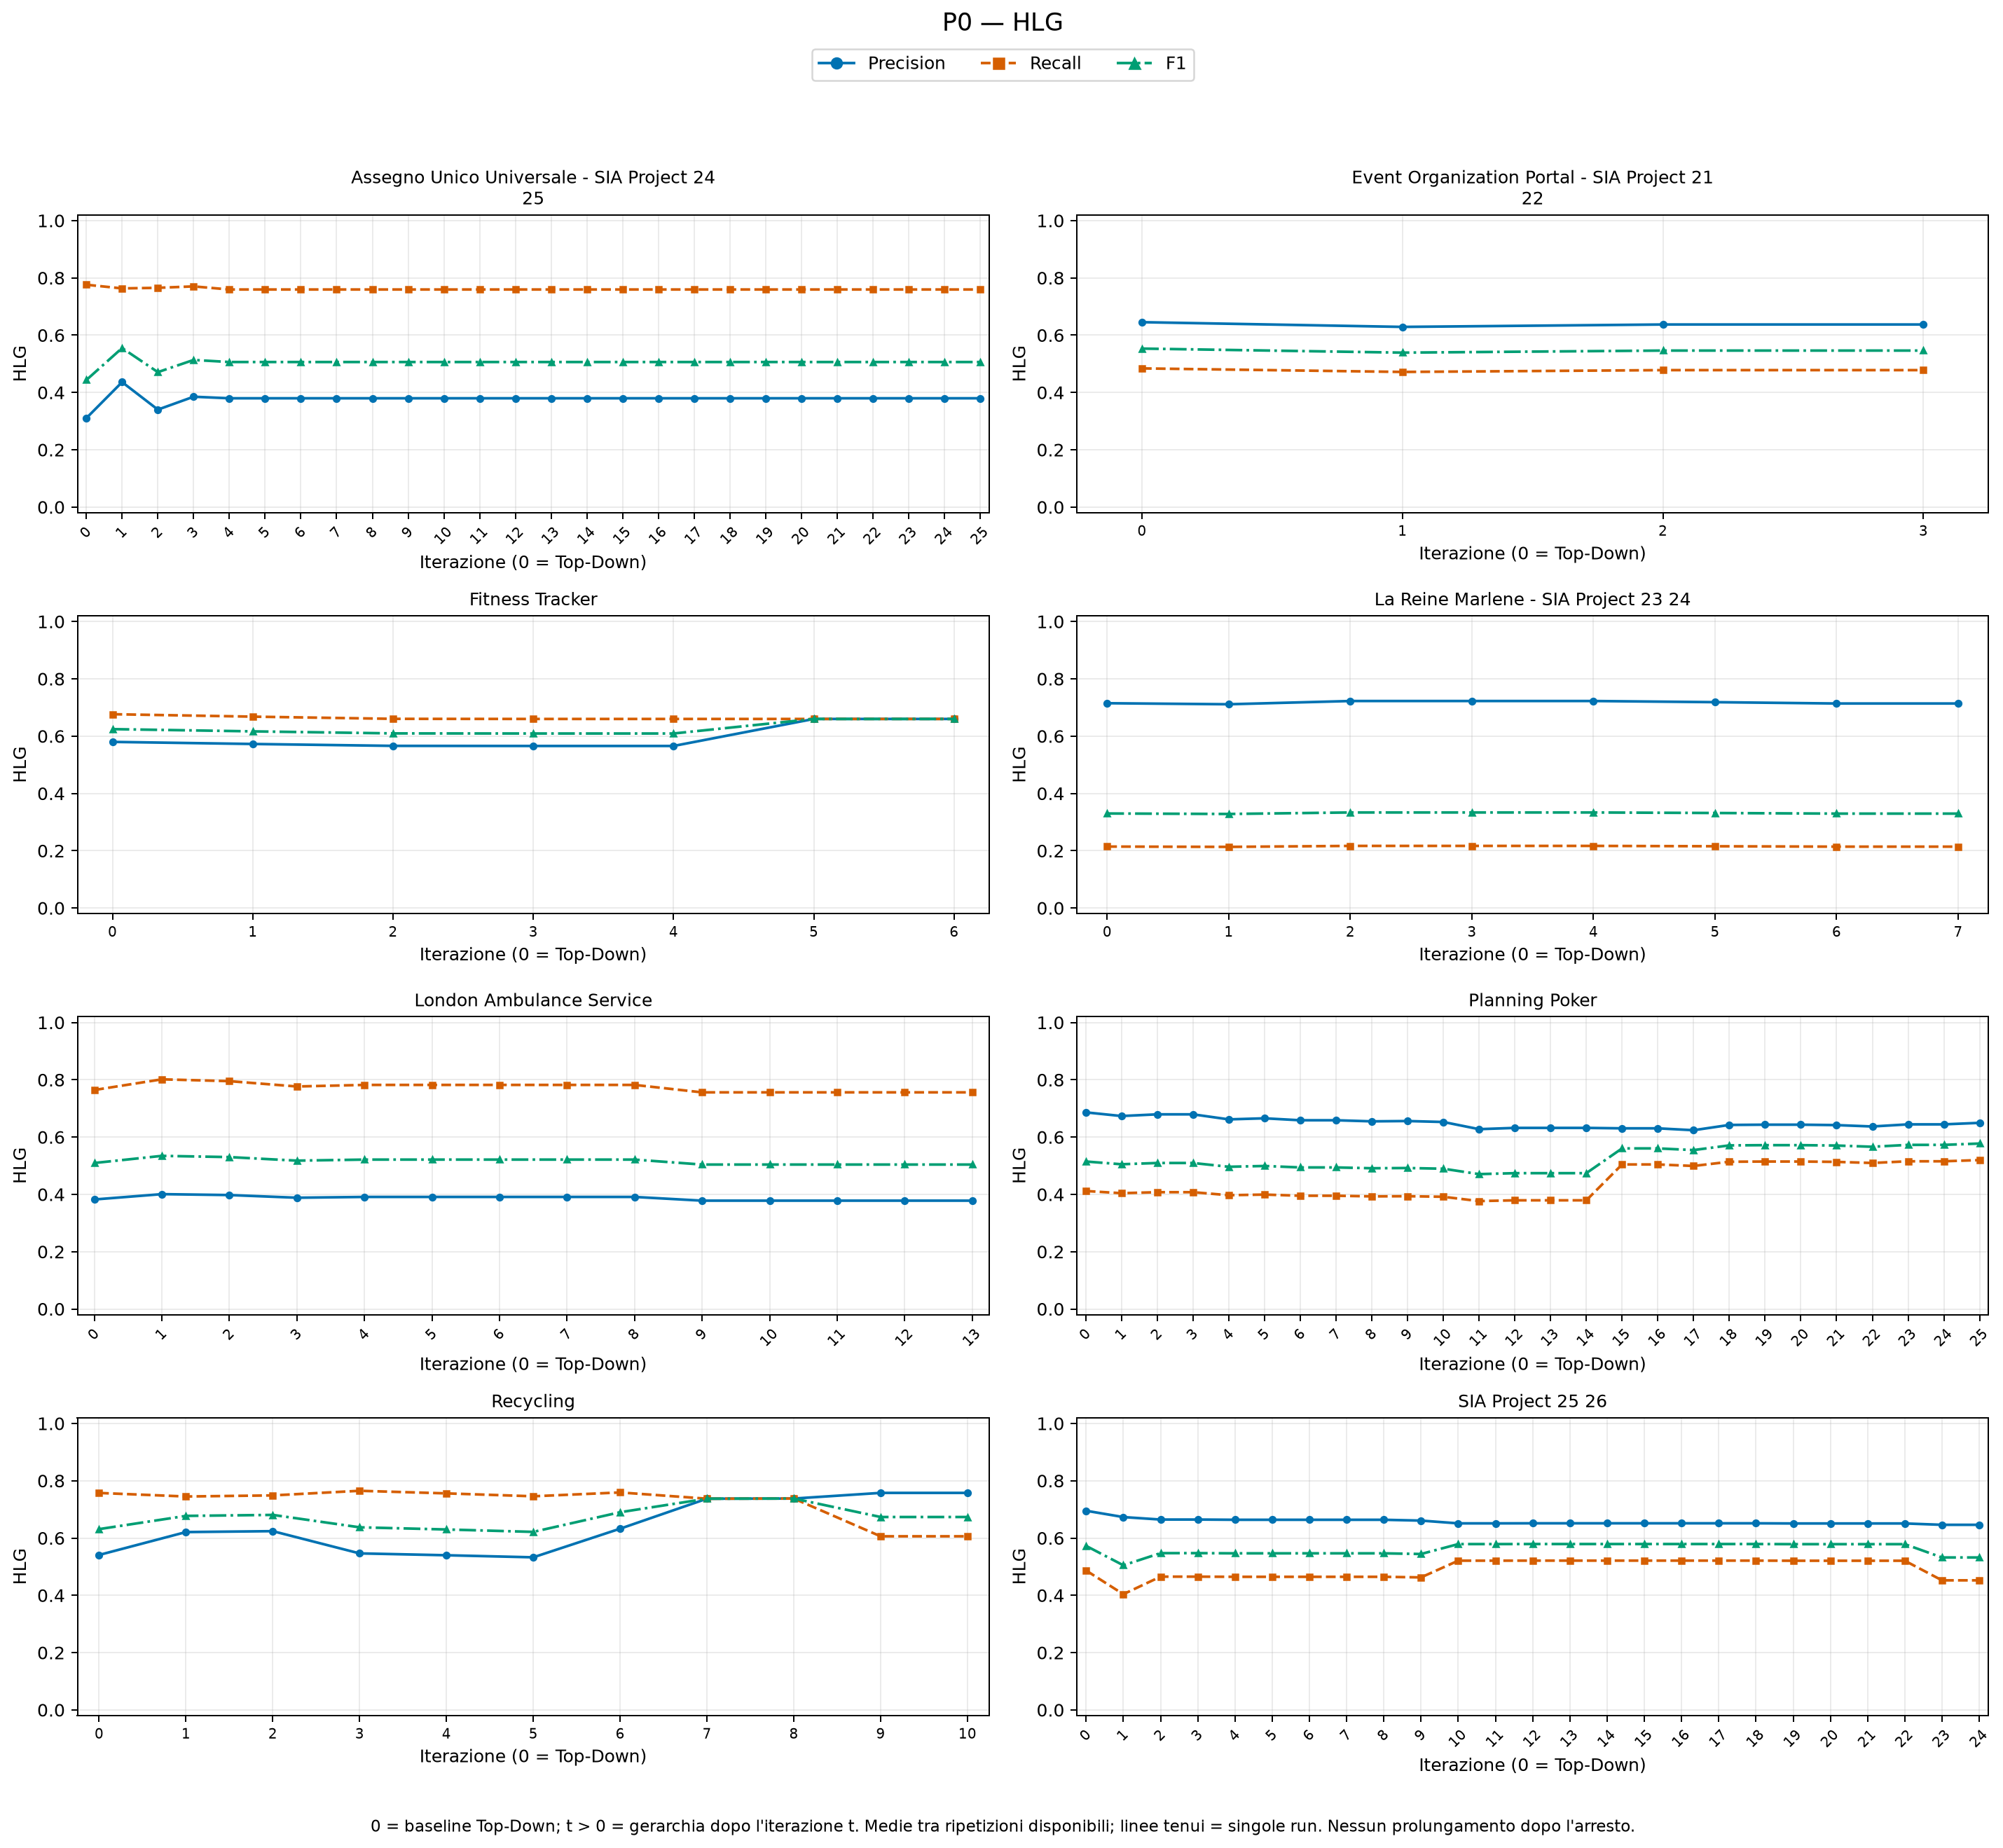 P0 — HLG
Precision Recall F1
Assegno Unico Universale - SIA Project 24
25
1.0
0.8
0.6
0.4
0.2
0.0
HLG
0 1 2 3 4 5 6 7 8 9 10 11 12 13 14 15 16 17 18 19 20 21 22 23 24 25
Iterazione (0 = Top-Down)
Event Organization Portal - SIA Project 21
22
1.0
0.8
0.6
0.4
0.2
0.0
HLG
0 1 2 3
Iterazione (0 = Top-Down)
Fitness Tracker
1.0
0.8
0.6
0.4
0.2
0.0
HLG
0 1 2 3 4 5 6
Iterazione (0 = Top-Down)
La Reine Marlene - SIA Project 23 24
1.0
0.8
0.6
0.4
0.2
0.0
HLG
0 1 2 3 4 5 6 7
Iterazione (0 = Top-Down)
London Ambulance Service
1.0
0.8
0.6
0.4
0.2
0.0
HLG
0 1 2 3 4 5 6 7 8 9 10 11 12 13
Iterazione (0 = Top-Down)
Planning Poker
1.0
0.8
0.6
0.4
0.2
0.0
HLG
0 1 2 3 4 5 6 7 8 9 10 11 12 13 14 15 16 17 18 19 20 21 22 23 24 25
Iterazione (0 = Top-Down)
Recycling
1.0
0.8
0.6
0.4
0.2
0.0
HLG
0 1 2 3 4 5 6 7 8 9 10
Iterazione (0 = Top-Down)
SIA Project 25 26
1.0
0.8
0.6
0.4
0.2
0.0
HLG
0 1 2 3 4 5 6 7 8 9 10 11 12 13 14 15 16 17 18 19 20 21 22 23 24
Iterazione (0 = Top-Down)
0 = baseline Top-Down; t > 0 = gerarchia dopo l'iterazione t. Medie tra ripetizioni disponibili; linee tenui = singole run. Nessun prolungamento dopo l'arresto.